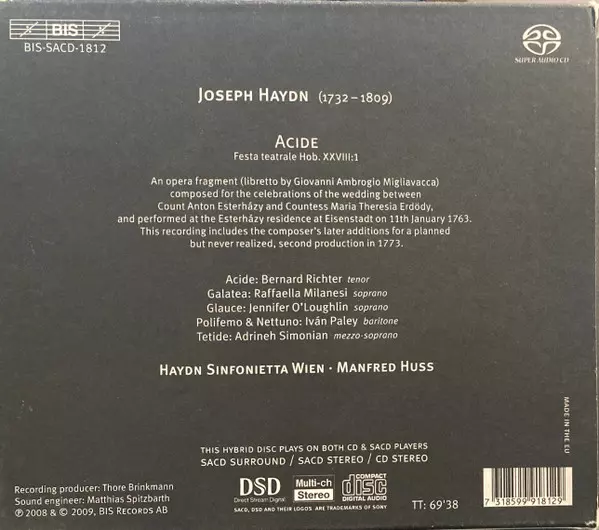 BIS
BIS-SACD-1812
SUPER AUDIO CD
JOSEPH HAYDN (1732–1809)
ACIDE
Festa teatrale Hob. XXVIII:1
An opera fragment (libretto by Giovanni Ambrogio Migliavacca)
composed for the celebrations of the wedding between
Count Anton Esterházy and Countess Maria Theresia Erdödy,
and performed at the Esterházy residence at Eisenstadt on 11th January 1763.
This recording includes the composer's later additions for a planned
but never realized, second production in 1773.
Acide: Bernard Richter tenor
Galatea: Raffaella Milanesi soprano
Glauce: Jennifer O'Loughlin soprano
Polifemo & Nettuno: Iván Paley baritone
Tetide: Adrineh Simonian mezzo-soprano
HAYDN SINFONIETTA WIEN · MANFRED HUSS
MADE IN THE EU
THIS HYBRID DISC PLAYS ON BOTH CD & SACD PLAYERS
SACD SURROUND / SACD STEREO / CD STEREO
Recording producer: Thore Brinkmann
Sound engineer: Matthias Spitzbarth
℗ 2008 & © 2009, BIS Records AB
DSD
Direct Stream Digital
Multi-ch
Stereo
COMPACT
disc
DIGITAL AUDIO
SACD, DSD AND THEIR LOGOS ARE TRADEMARKS OF SONY
TT: 69'38
7 318599 918129